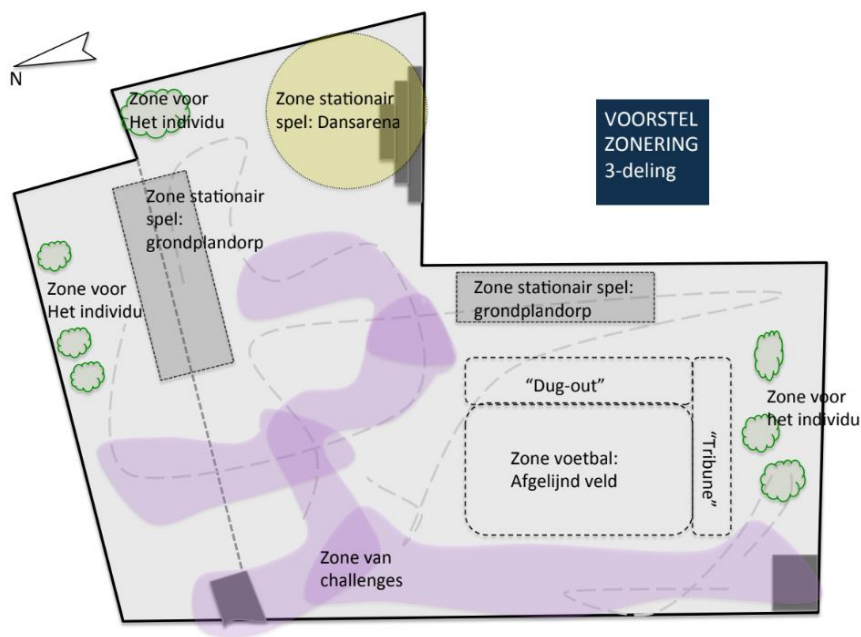 N
Zone voor
Het individu
Zone stationair
spel: Dansarena
VOORSTEL
ZONERING
3-deling
Zone stationair
spel:
grondplandorp
Zone voor
Het individu
Zone stationair spel:
grondplandorp
“Dug-out”
Zone voor
het individu
“Tribune”
Zone voetbal:
Afgelijnd veld
Zone van
challenges